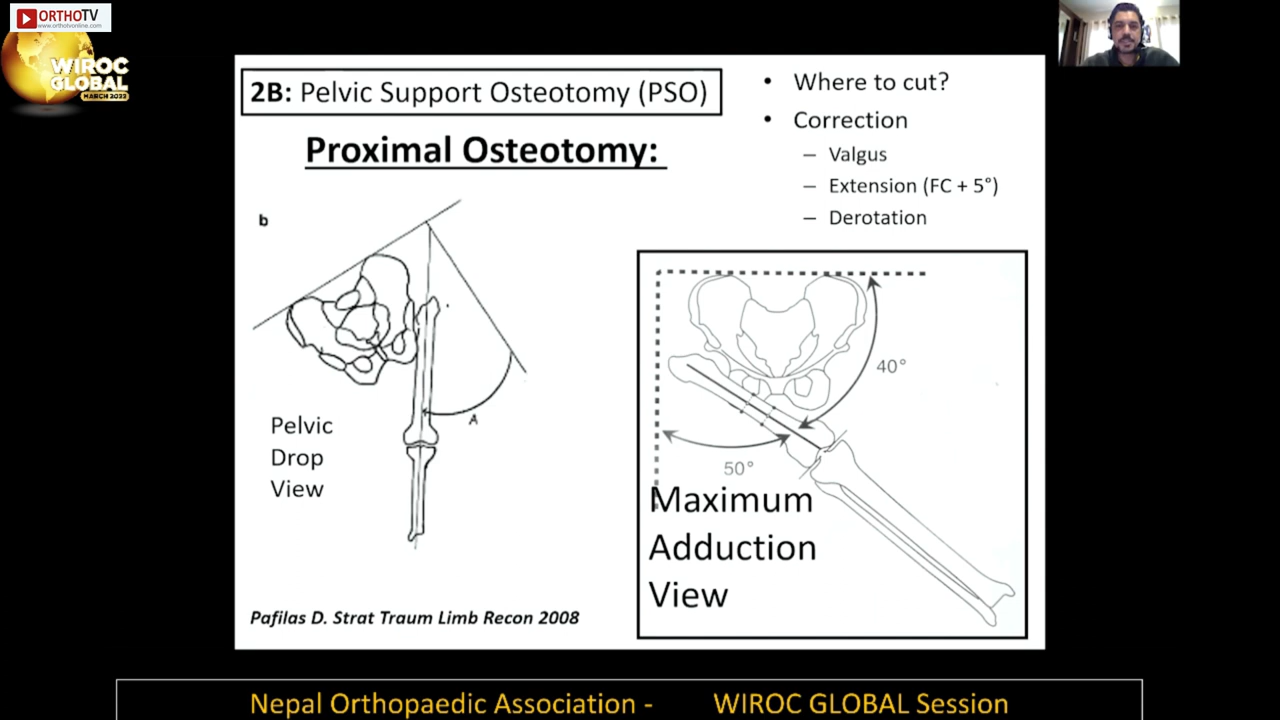 ORTHOTV
www.orthotvonline.com
WIROC
GLOBAL
MARCH 2023
2B: Pelvic Support Osteotomy (PSO)
Proximal Osteotomy:
• Where to cut?
• Correction
– Valgus
– Extension (FC + 5°)
– Derotation
b
A
Pelvic
Drop
View
40°
50°
Maximum
Adduction
View
Pafilas D. Strat Traum Limb Recon 2008
Nepal Orthopaedic Association - WIROC GLOBAL Session